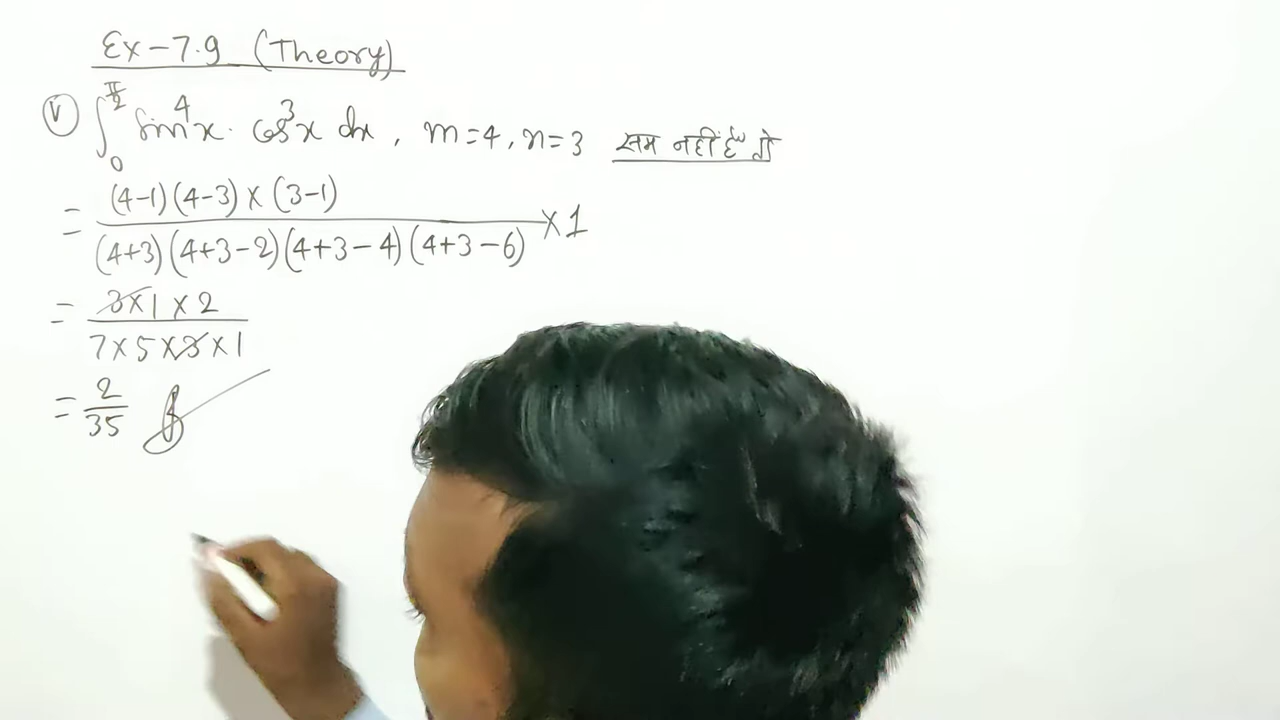 Ex-7.9 (Theory)
(v) ∫₀^(π/2) sin⁴x · cos³x dx, m=4, n=3 सम नहीं है तो
= (4-1)(4-3)×(3-1) / (4+3)(4+3-2)(4+3-4)(4+3-6) ×1
= 3×1×2 / 7×5×3×1
= 2/35